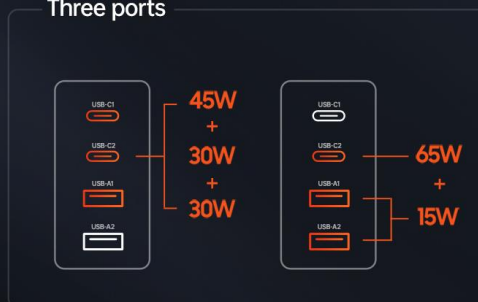 Three ports
USB-C1
USB-C2
USB-A1
USB-A2
45W
+
30W
+
30W
USB-C1
USB-C2
USB-A1
USB-A2
65W
+
15W